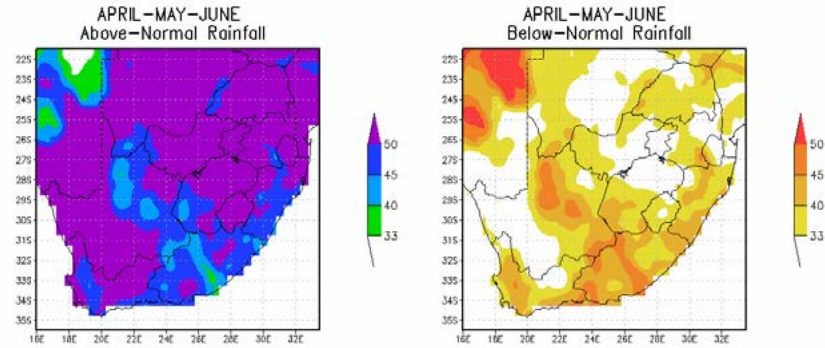 APRIL-MAY-JUNE
Above-Normal Rainfall
22S
23S
24S
25S
26S
27S
28S
29S
30S
31S
32S
33S
34S
35S
16E 18E 20E 22E 24E 26E 28E 30E 32E
50
45
40
33
APRIL-MAY-JUNE
Below-Normal Rainfall
22S
23S
24S
25S
26S
27S
28S
29S
30S
31S
32S
33S
34S
35S
16E 18E 20E 22E 24E 26E 28E 30E 32E
50
45
40
33